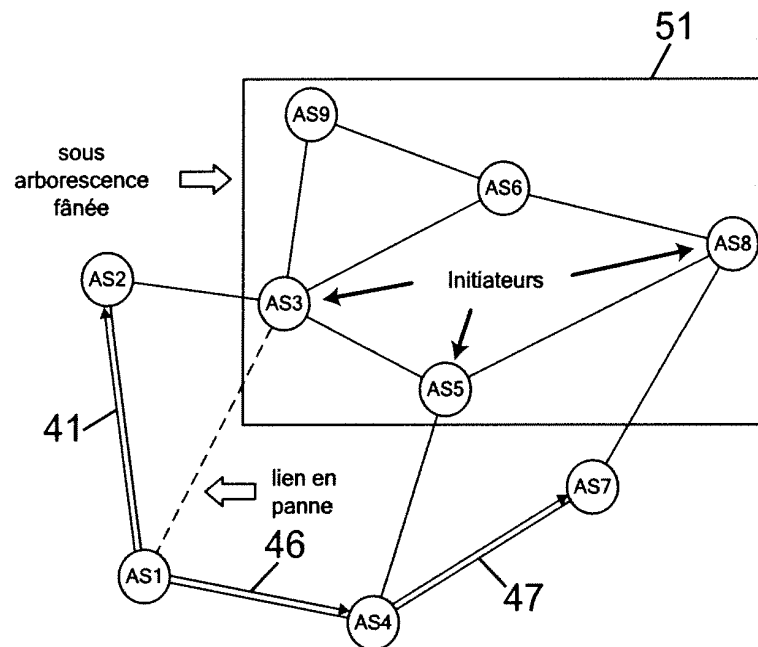 51
AS9
sous
arborescence
fânée
AS6
AS8
AS2
Initiateurs
AS3
AS5
41
lien en
panne
AS7
46
47
AS1
AS4